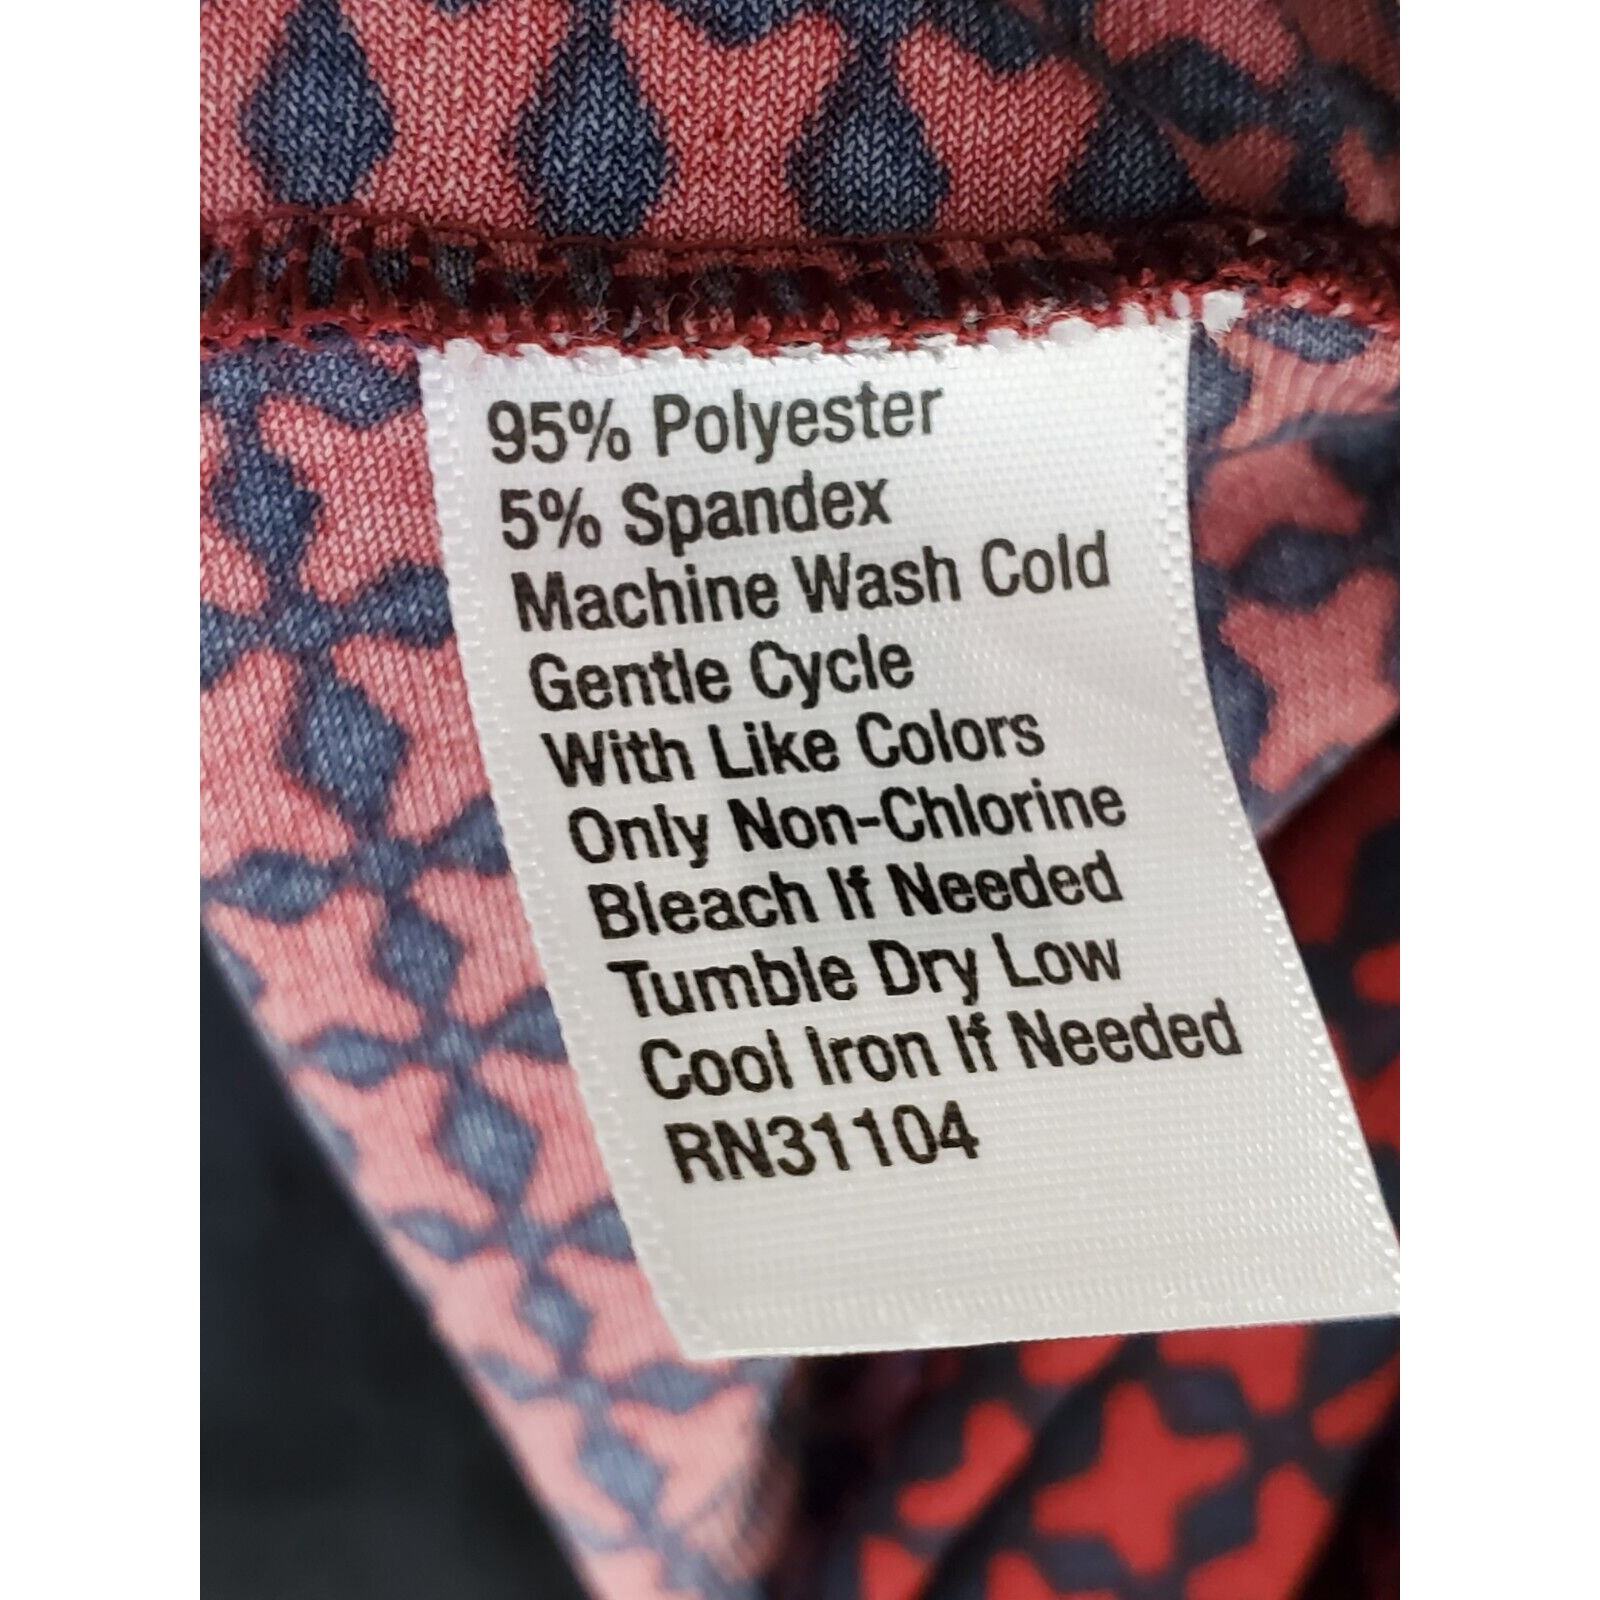 95% Polyester
5% Spandex
Machine Wash Cold
Gentle Cycle
With Like Colors
Only Non-Chlorine
Bleach If Needed
Tumble Dry Low
Cool Iron If Needed
RN31104